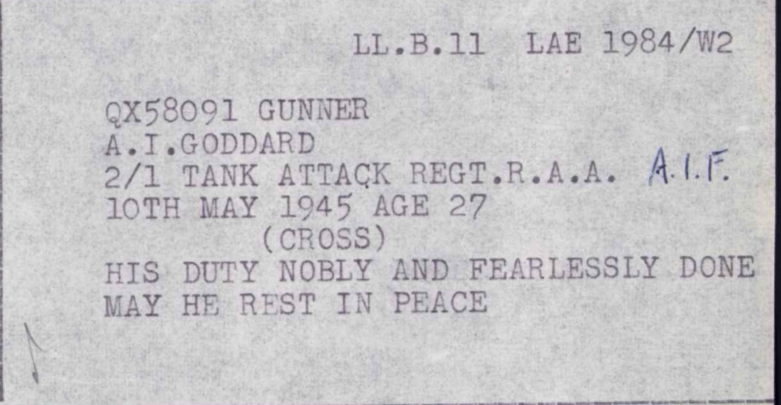 LL.B.11 LAE 1984/W2
QX58091 GUNNER
A.I.GODDARD
2/1 TANK ATTACK REGT.R.A.A. A.I.F.
10TH MAY 1945 AGE 27
(CROSS)
HIS DUTY NOBLY AND FEARLESSLY DONE
MAY HE REST IN PEACE